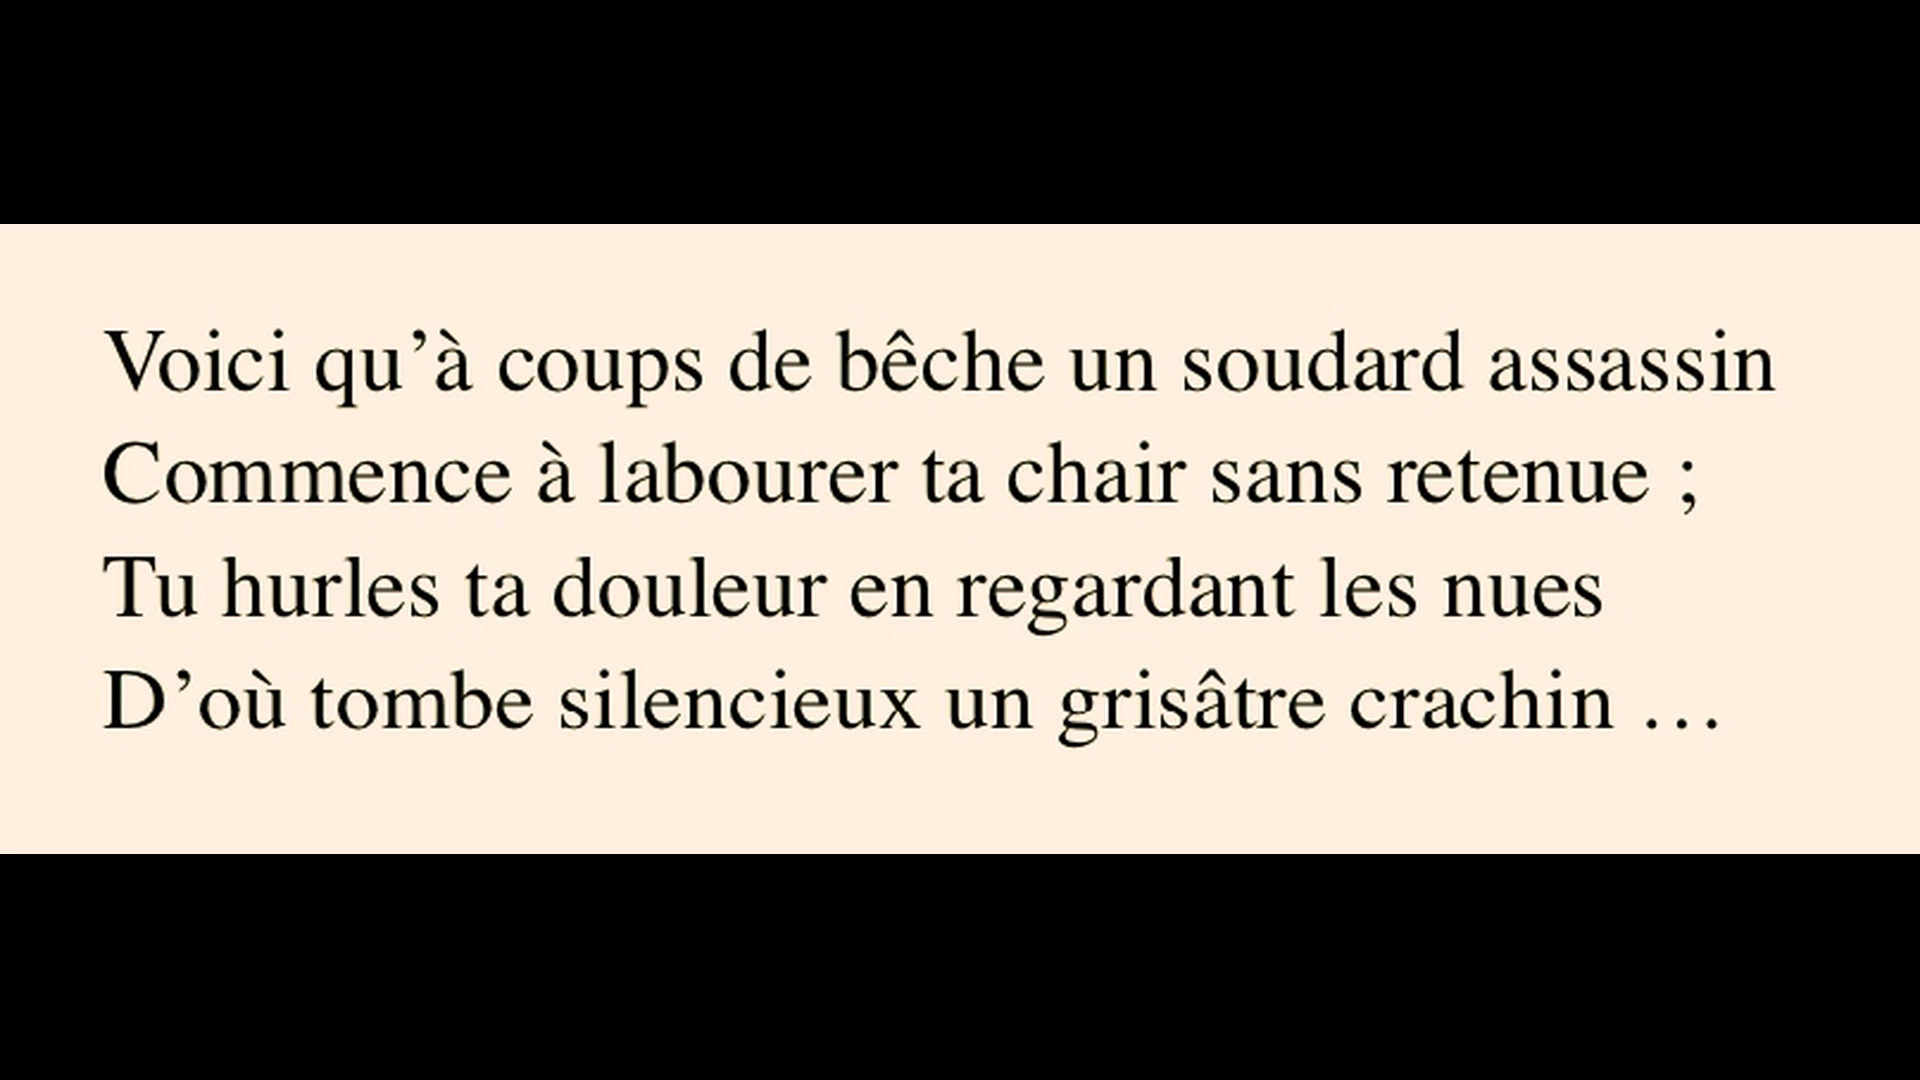 Voici qu’à coups de bêche un soudard assassin
Commence à labourer ta chair sans retenue ;
Tu hurles ta douleur en regardant les nues
D’où tombe silencieux un grisâtre crachin …